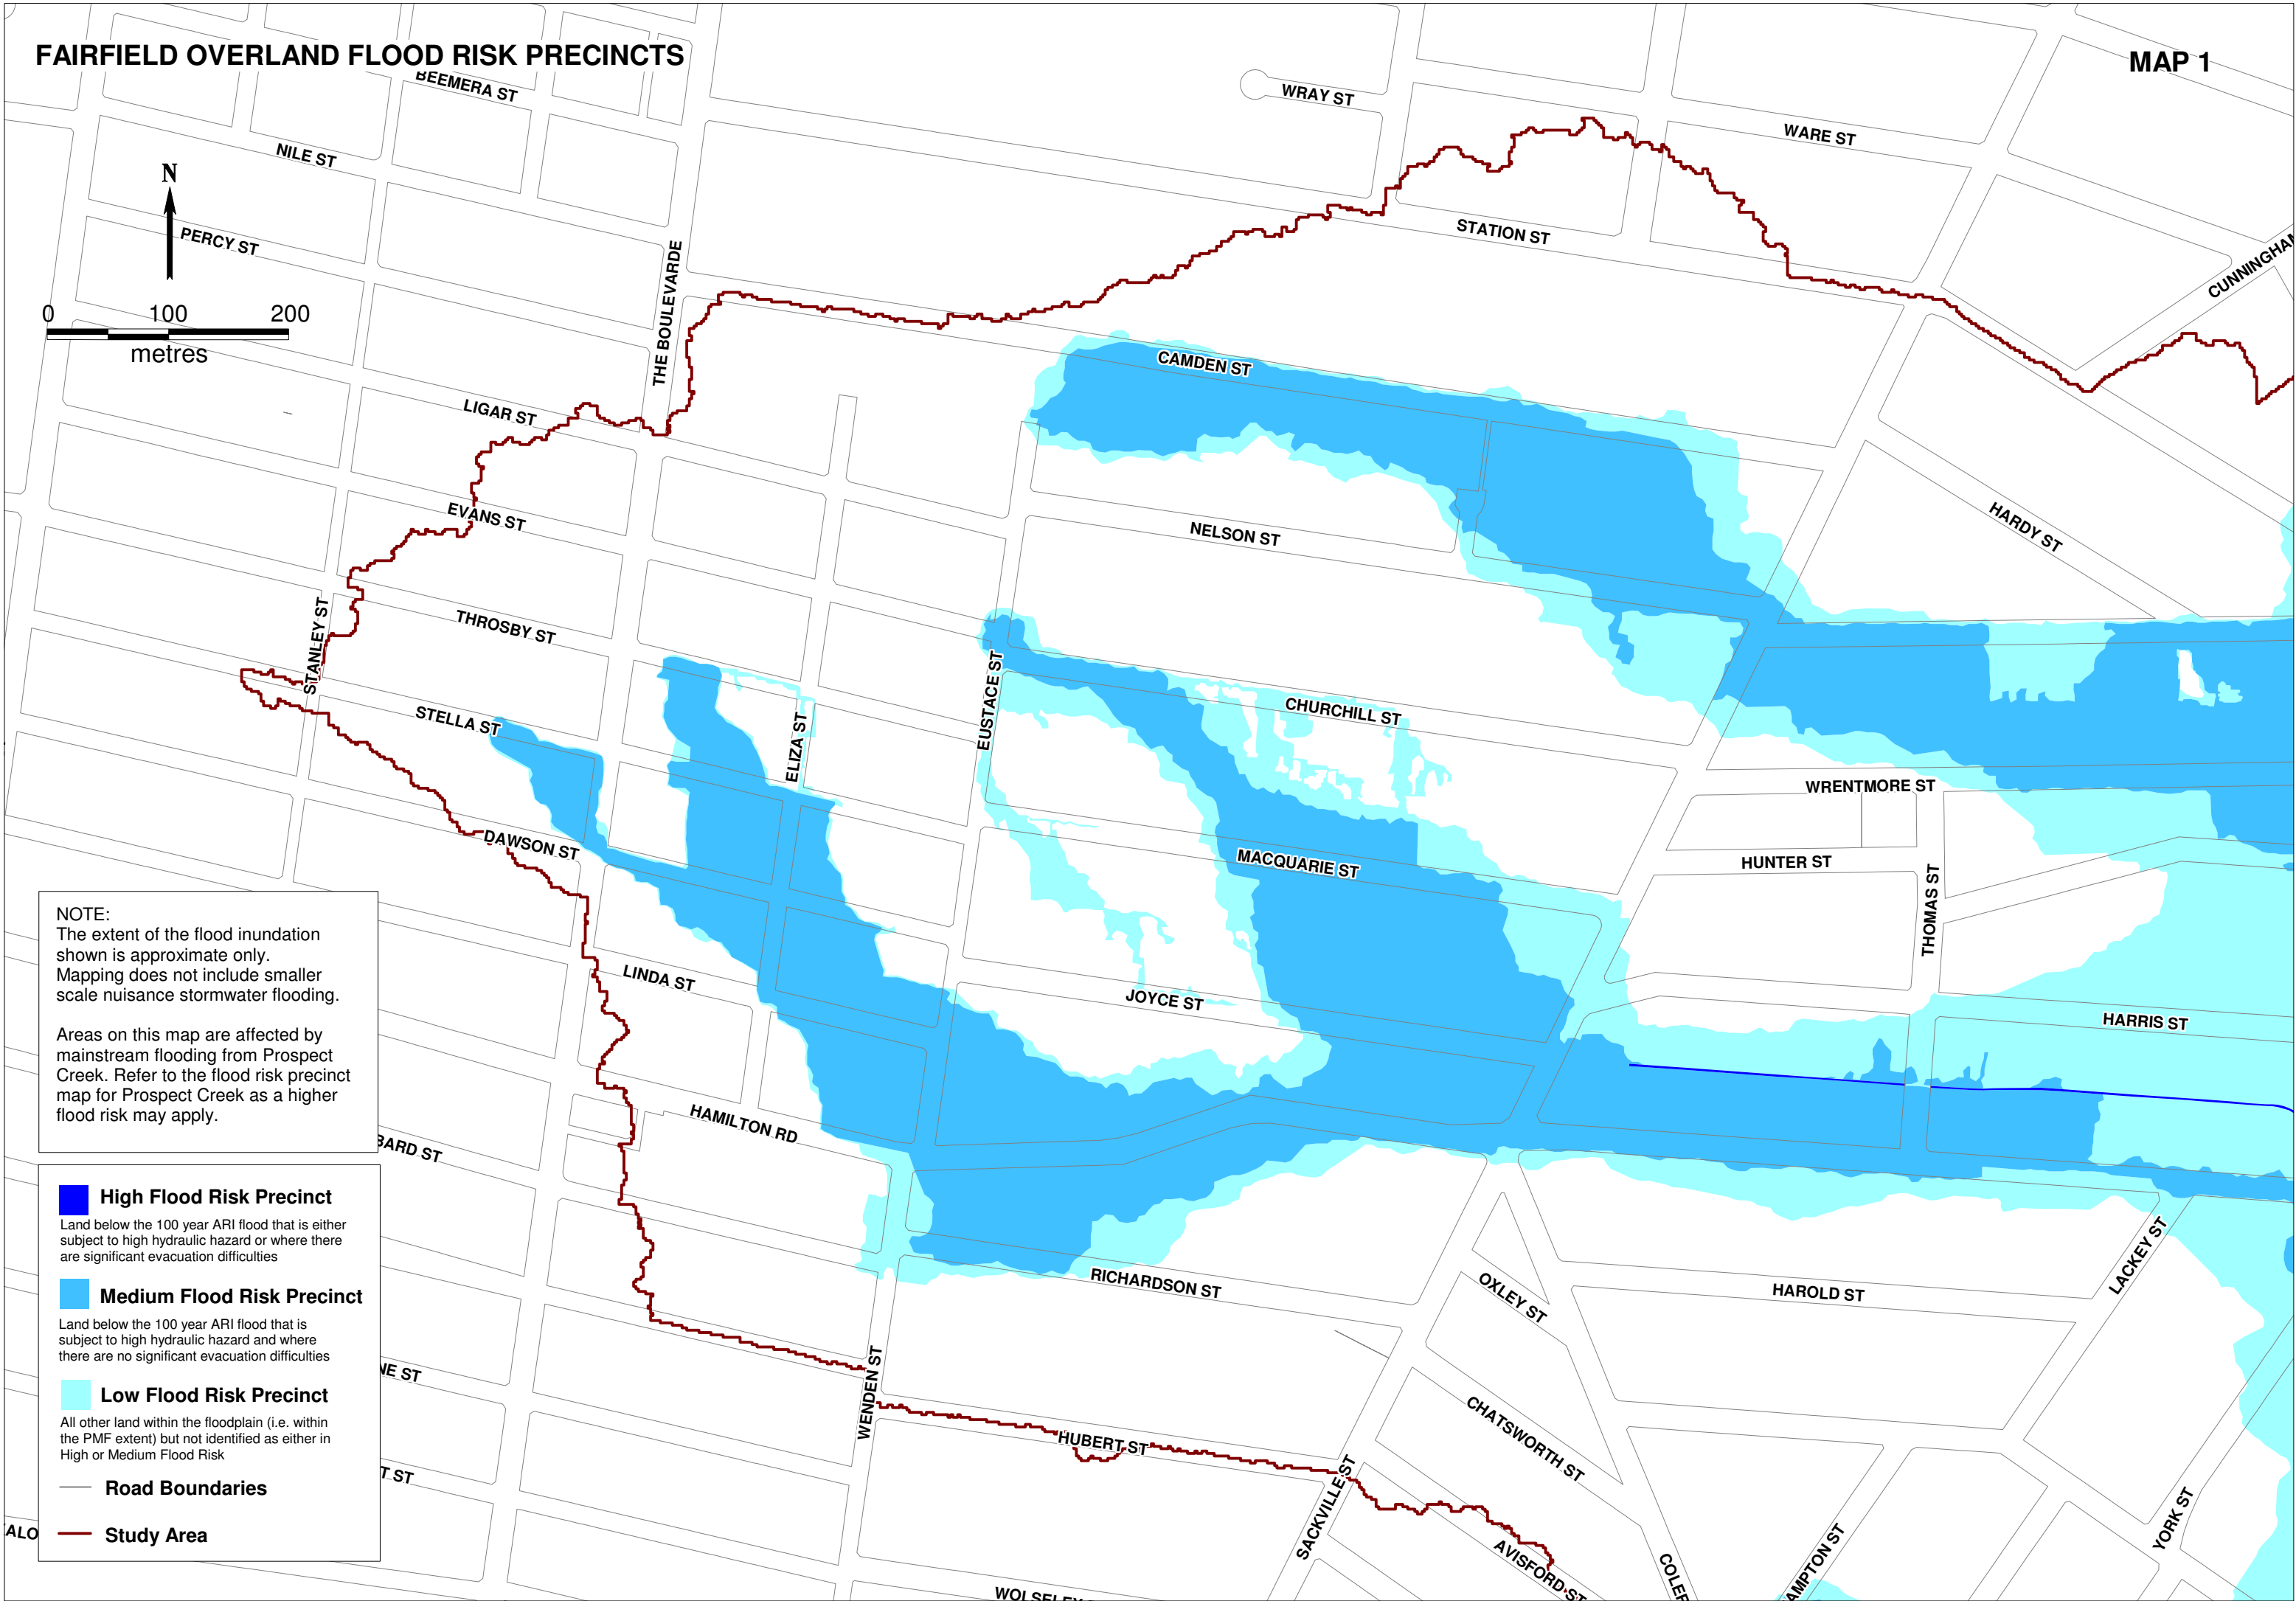 FAIRFIELD OVERLAND FLOOD RISK PRECINCTS
MAP 1
BEEMERA ST
WRAY ST
WARE ST
NILE ST
N
PERCY ST
STATION ST
CUNNINGHAM
0 100 200
metres
THE BOULEVARDE
CAMDEN ST
LIGAR ST
EVANS ST
NELSON ST
HARDY ST
STANLEY ST
THROSBY ST
STELLA ST
ELIZA ST
EUSTACE ST
CHURCHILL ST
WRENTMORE ST
DAWSON ST
MACQUARIE ST
HUNTER ST
THOMAS ST
LINDA ST
JOYCE ST
HARRIS ST
HAMILTON RD
BARD ST
RICHARDSON ST
OXLEY ST
HAROLD ST
LACKEY ST
NE ST
WENDEN ST
HUBERT ST
CHATSWORTH ST
SACKVILLE ST
T ST
AVISFORD ST
COLER
AMPTON ST
YORK ST
ALO
WOLSELEY
NOTE:
The extent of the flood inundation
shown is approximate only.
Mapping does not include smaller
scale nuisance stormwater flooding.
Areas on this map are affected by
mainstream flooding from Prospect
Creek. Refer to the flood risk precinct
map for Prospect Creek as a higher
flood risk may apply.
High Flood Risk Precinct
Land below the 100 year ARI flood that is either
subject to high hydraulic hazard or where there
are significant evacuation difficulties
Medium Flood Risk Precinct
Land below the 100 year ARI flood that is
subject to high hydraulic hazard and where
there are no significant evacuation difficulties
Low Flood Risk Precinct
All other land within the floodplain (i.e. within
the PMF extent) but not identified as either in
High or Medium Flood Risk
Road Boundaries
Study Area